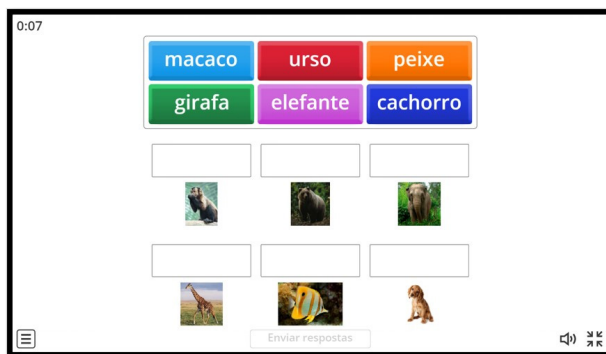 0:07
macaco urso peixe
girafa elefante cachorro
Enviar respostas